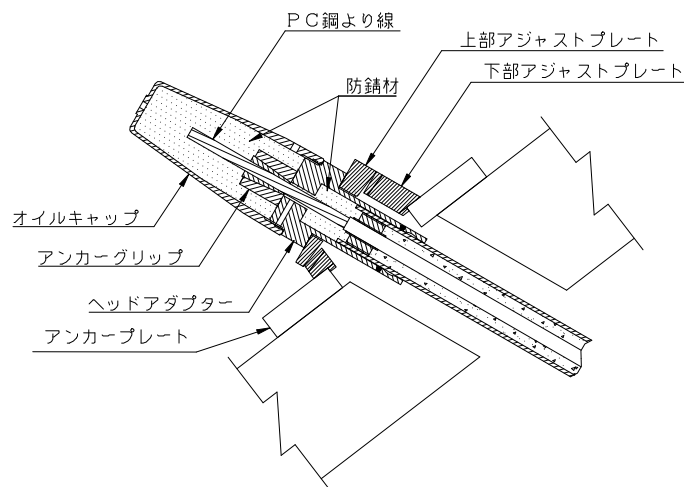 ＰＣ鋼より線
上部アジャストプレート
下部アジャストプレート
防錆材
オイルキャップ
アンカーグリップ
ヘッドアダプター
アンカープレート